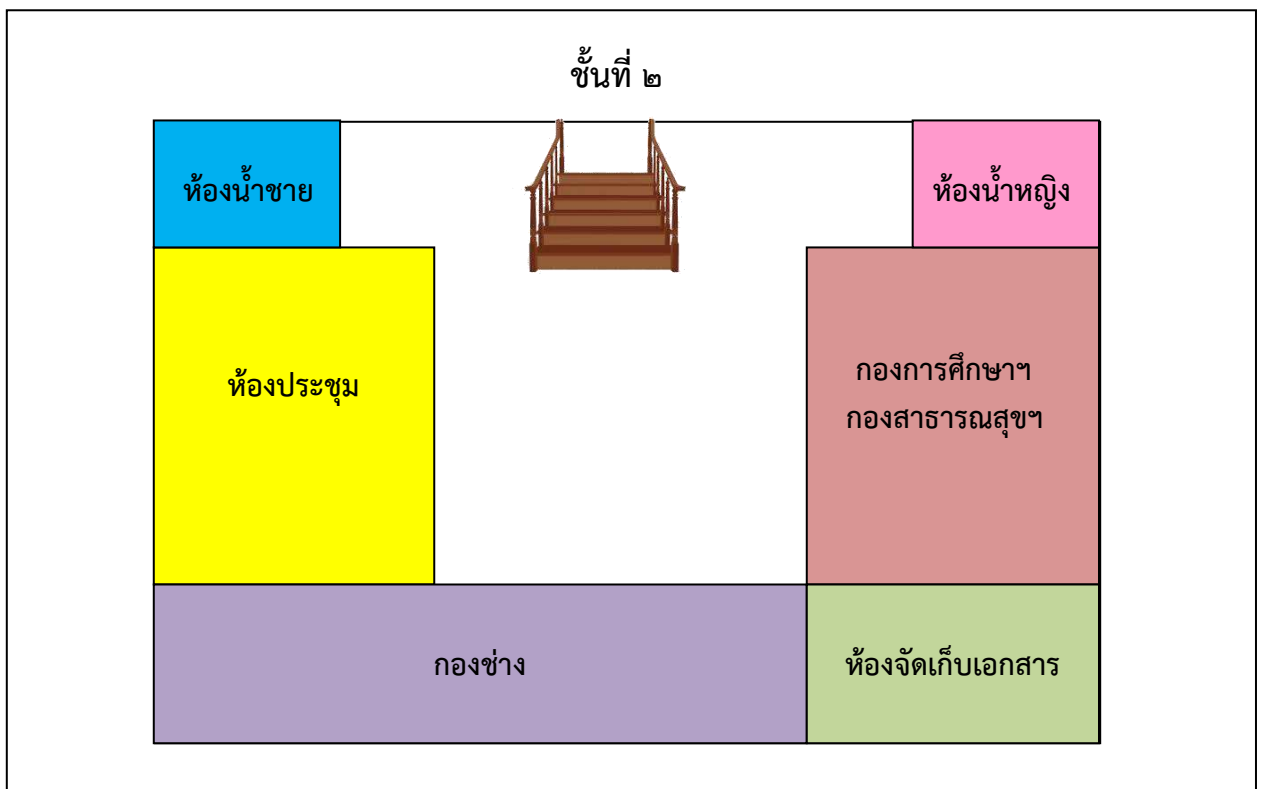 ชั้นที่ ๒
ห้องน้ำชาย
ห้องน้ำหญิง
ห้องประชุม
กองการศึกษาฯ
กองสาธารณสุขฯ
กองช่าง
ห้องจัดเก็บเอกสาร